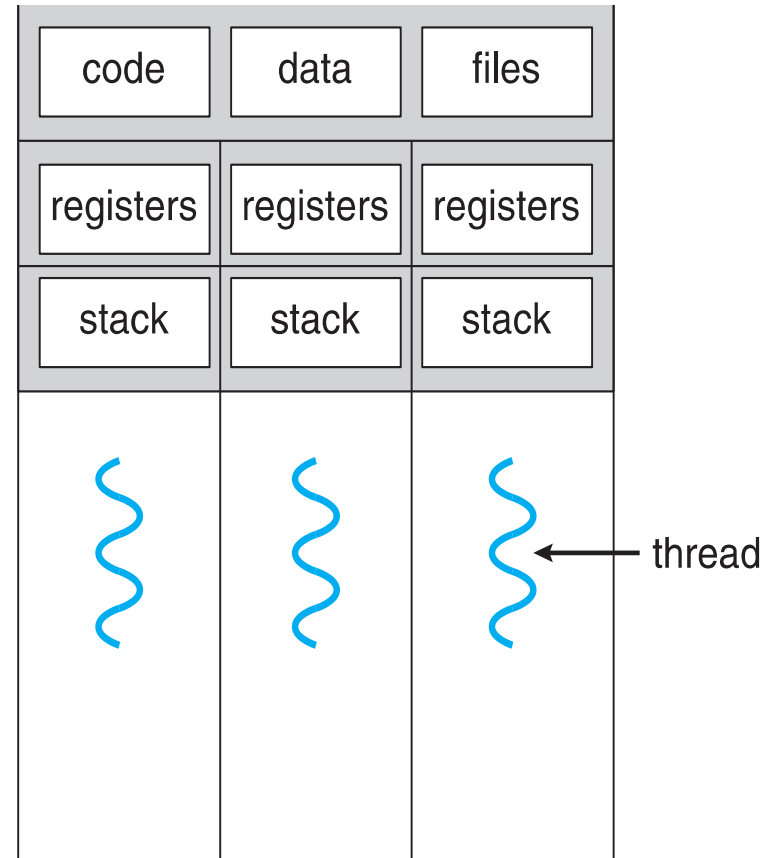 code data files
registers registers registers
stack stack stack
thread